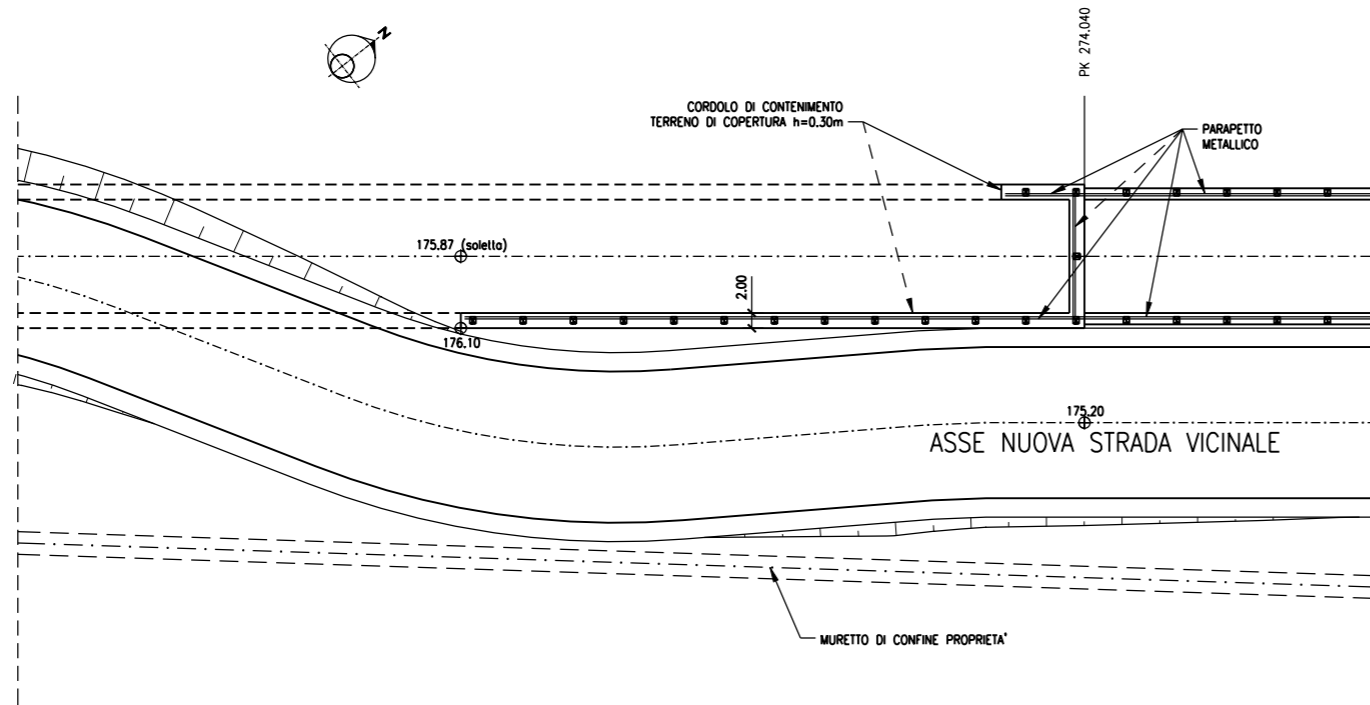 N
PK 274.040
CORDOLO DI CONTENIMENTO
TERRENO DI COPERTURA h=0.30m
PARAPETTO
METALLICO
175.87 (soletta)
2.00
176.10
175.20
ASSE NUOVA STRADA VICINALE
MURETTO DI CONFINE PROPRIETA'